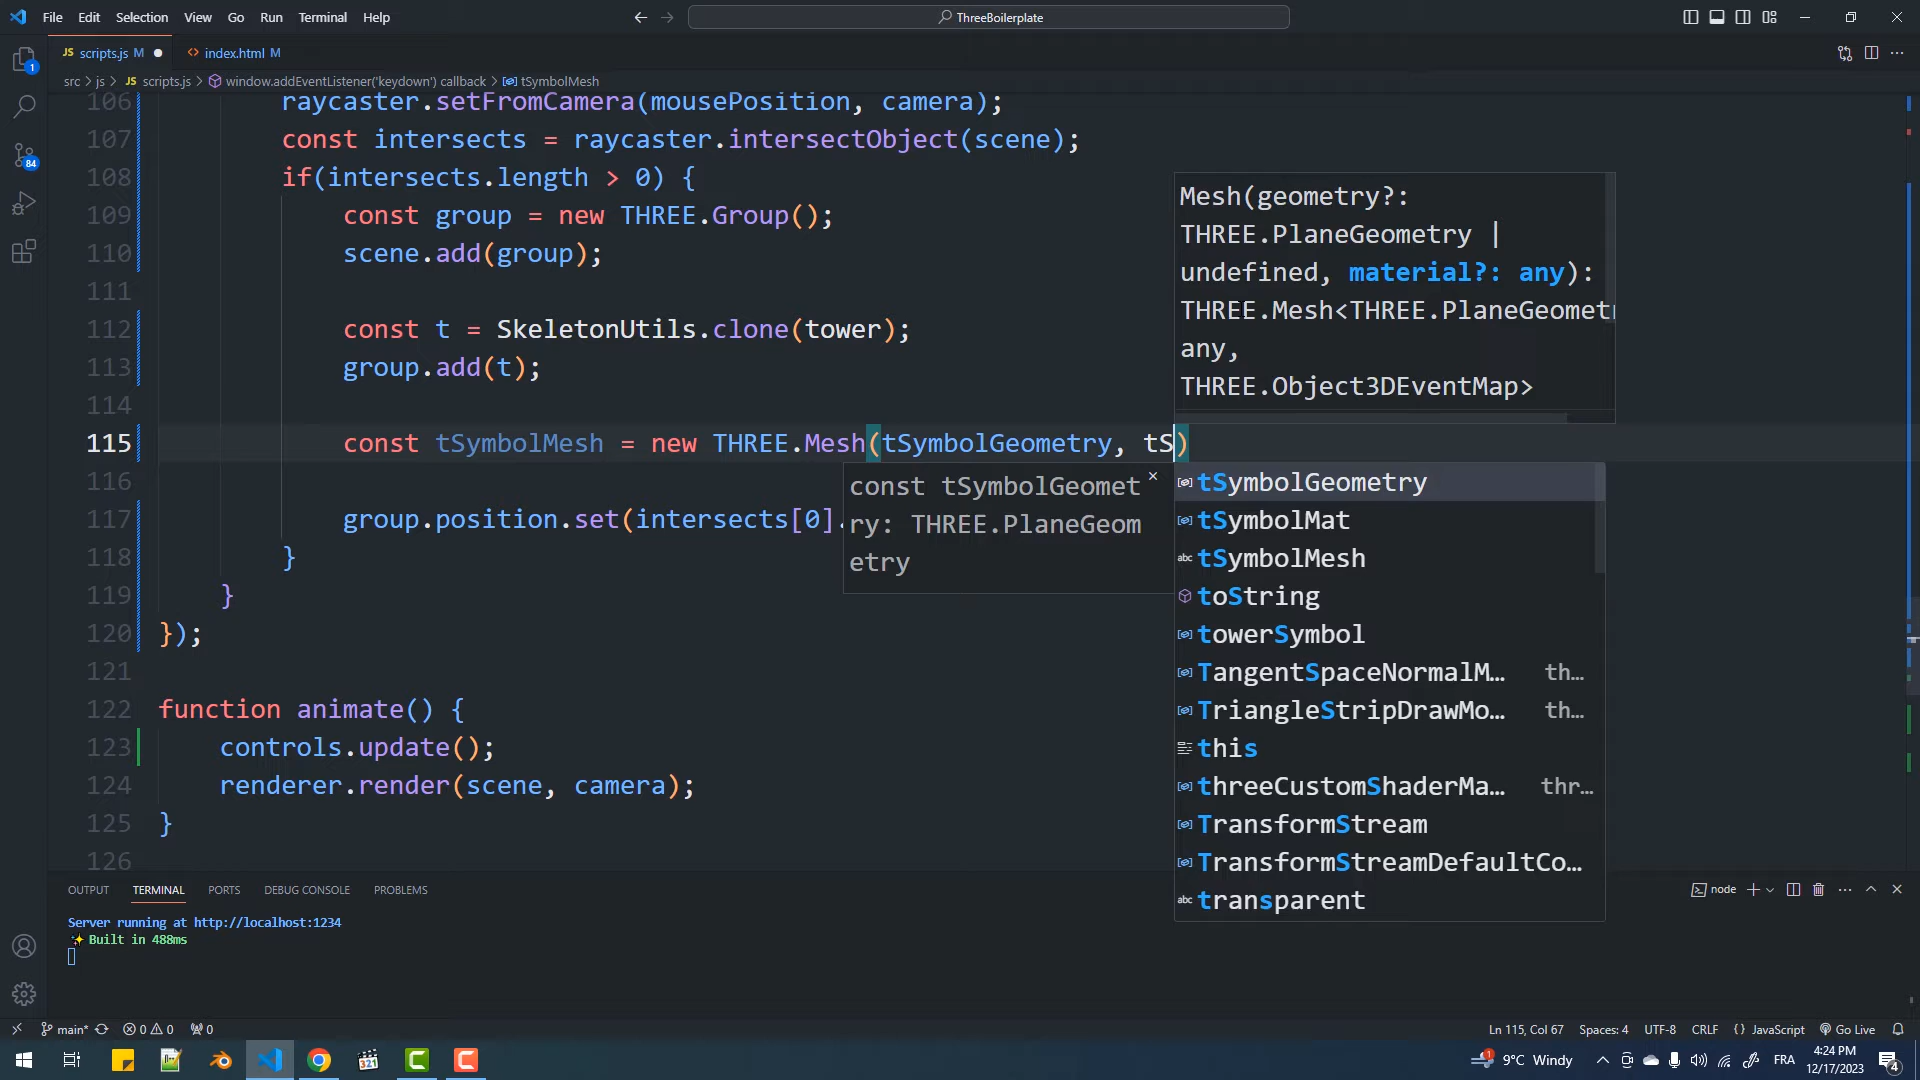 File Edit Selection View Go Run Terminal Help
ThreeBoilerplate
JS scripts.js M
<> index.html M
src > js > JS scripts.js > window.addEventListener('keydown') callback > tSymbolMesh
106 raycaster.setFromCamera(mousePosition, camera);
107 const intersects = raycaster.intersectObject(scene);
108 if(intersects.length > 0) {
109 const group = new THREE.Group();
110 scene.add(group);
111
112 const t = SkeletonUtils.clone(tower);
113 group.add(t);
114
115 const tSymbolMesh = new THREE.Mesh(tSymbolGeometry, tS)
116
117 group.position.set(intersects[0].
118 }
119 }
120 });
121
122 function animate() {
123 controls.update();
124 renderer.render(scene, camera);
125 }
126
Mesh(geometry?:
THREE.PlaneGeometry |
undefined, material?: any):
THREE.Mesh<THREE.PlaneGeometr
any,
THREE.Object3DEventMap>
const tSymbolGeomet
ry: THREE.PlaneGeom
etry
tSymbolGeometry
tSymbolMat
abc tSymbolMesh
toString
towerSymbol
TangentSpaceNormalM… th…
TriangleStripDrawMo… th…
this
threeCustomShaderMa… thr…
TransformStream
TransformStreamDefaultCo…
abc transparent
OUTPUT TERMINAL PORTS DEBUG CONSOLE PROBLEMS
node
Server running at http://localhost:1234
✨ Built in 488ms
1
84
main* 0 0 0
Ln 115, Col 67 Spaces: 4 UTF-8 CRLF {} JavaScript Go Live
321
1 9°C Windy
FRA
4:24 PM
12/17/2023
4